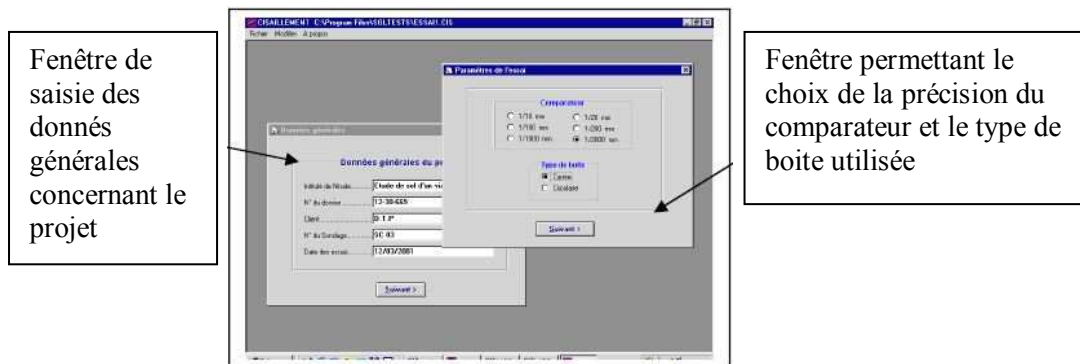 Fenêtre de
saisie des
donnés
générales
concernant le
projet
CISAILLEMENT C:\Program Files\SOLTESTS\ESSAI1.CIS
Fichier Modifier A propos
Paramètres de l'essai
Comparateur
1/10 mm 1/20 mm
1/100 mm 1/200 mm
1/1000 mm 1/2000 mm
Type de boite
Carrée
Circulaire
Suivant >
Données générales
Données générales du
Intitulé de l'étude
Etude de sol d'un
N° du dossier
13-30-665
Client
D.T.P
N° du Sondage
SC 03
Date des essais
12/03/2001
Suivant >
Fenêtre permettant le
choix de la précision du
comparateur et le type de
boite utilisée